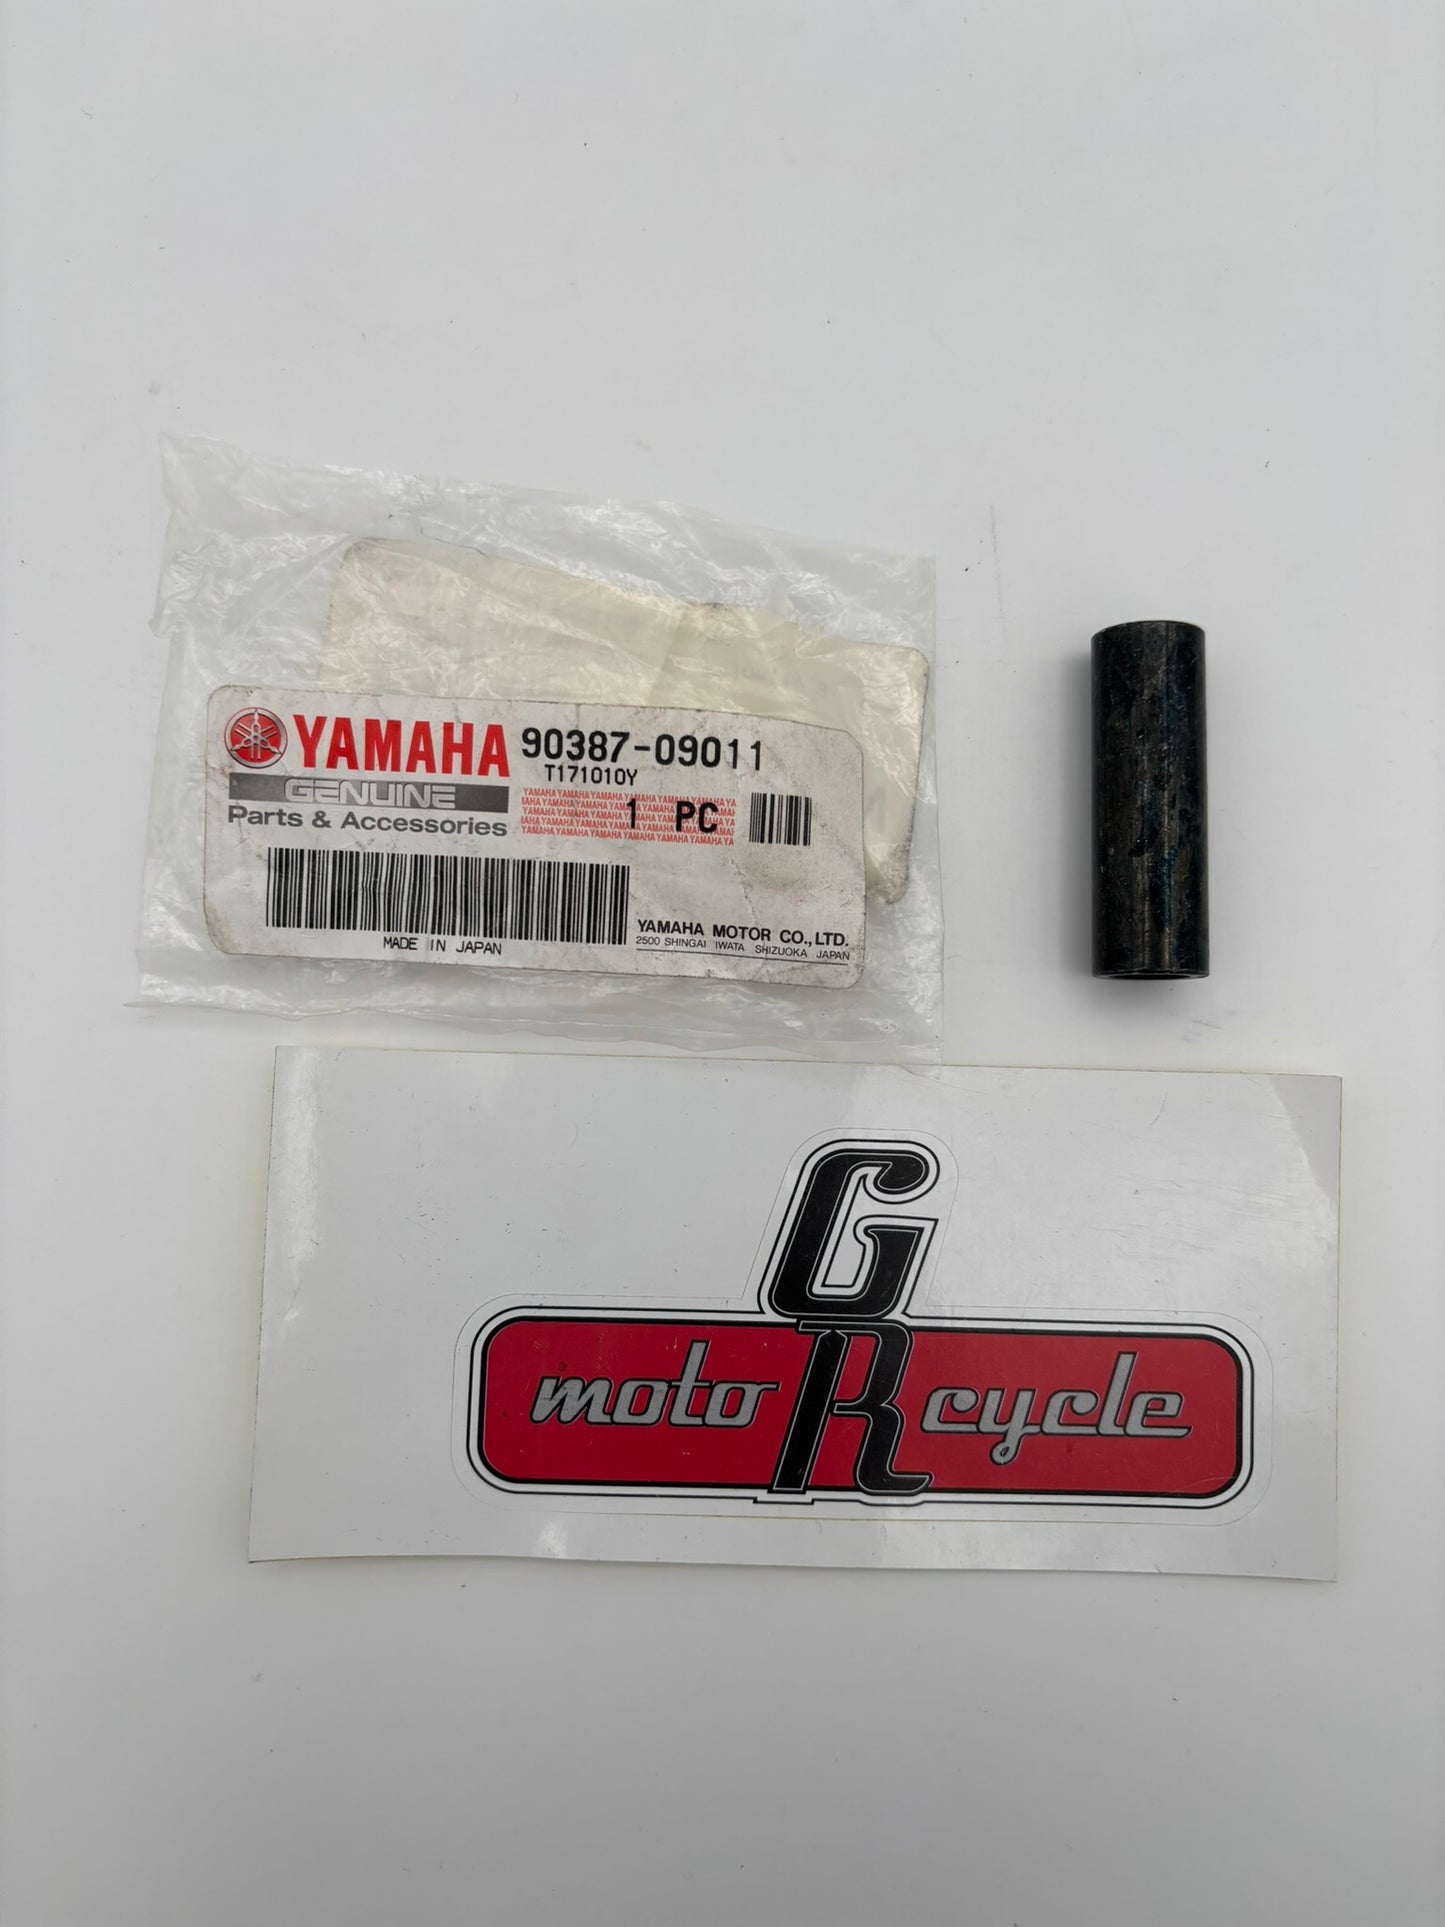 YAMAHA 90387-09011
T171010Y
GENUINE
Parts & Accessories
1 PC
MADE IN JAPAN
YAMAHA MOTOR CO.,LTD.
2500 SHINGAI IWATA SHIZUOKA JAPAN
GR
moto cycle